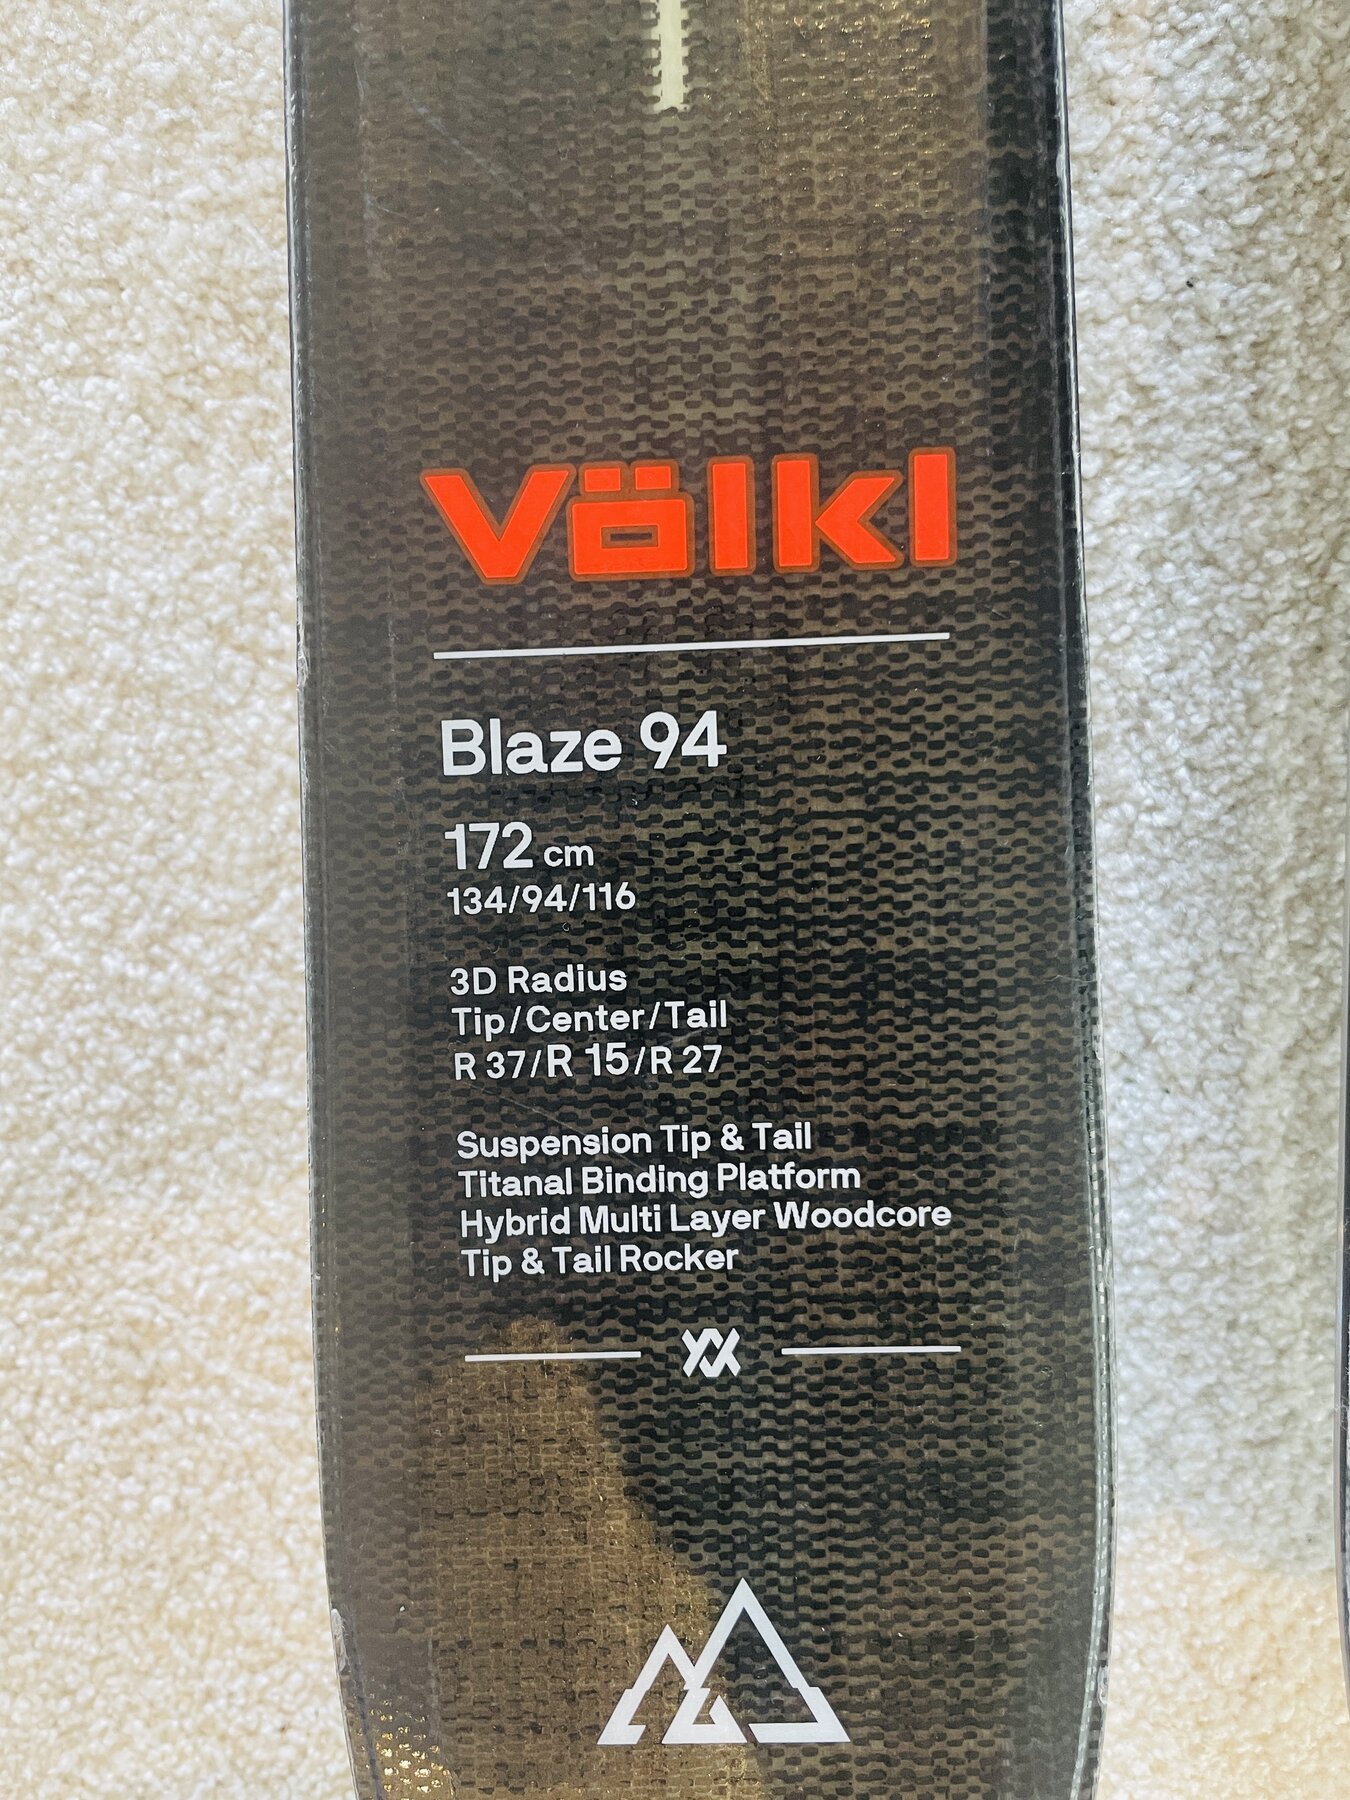 Völkl
Blaze 94
172 cm
134/94/116
3D Radius
Tip/Center/Tail
R 37/R 15/R 27
Suspension Tip & Tail
Titanal Binding Platform
Hybrid Multi Layer Woodcore
Tip & Tail Rocker